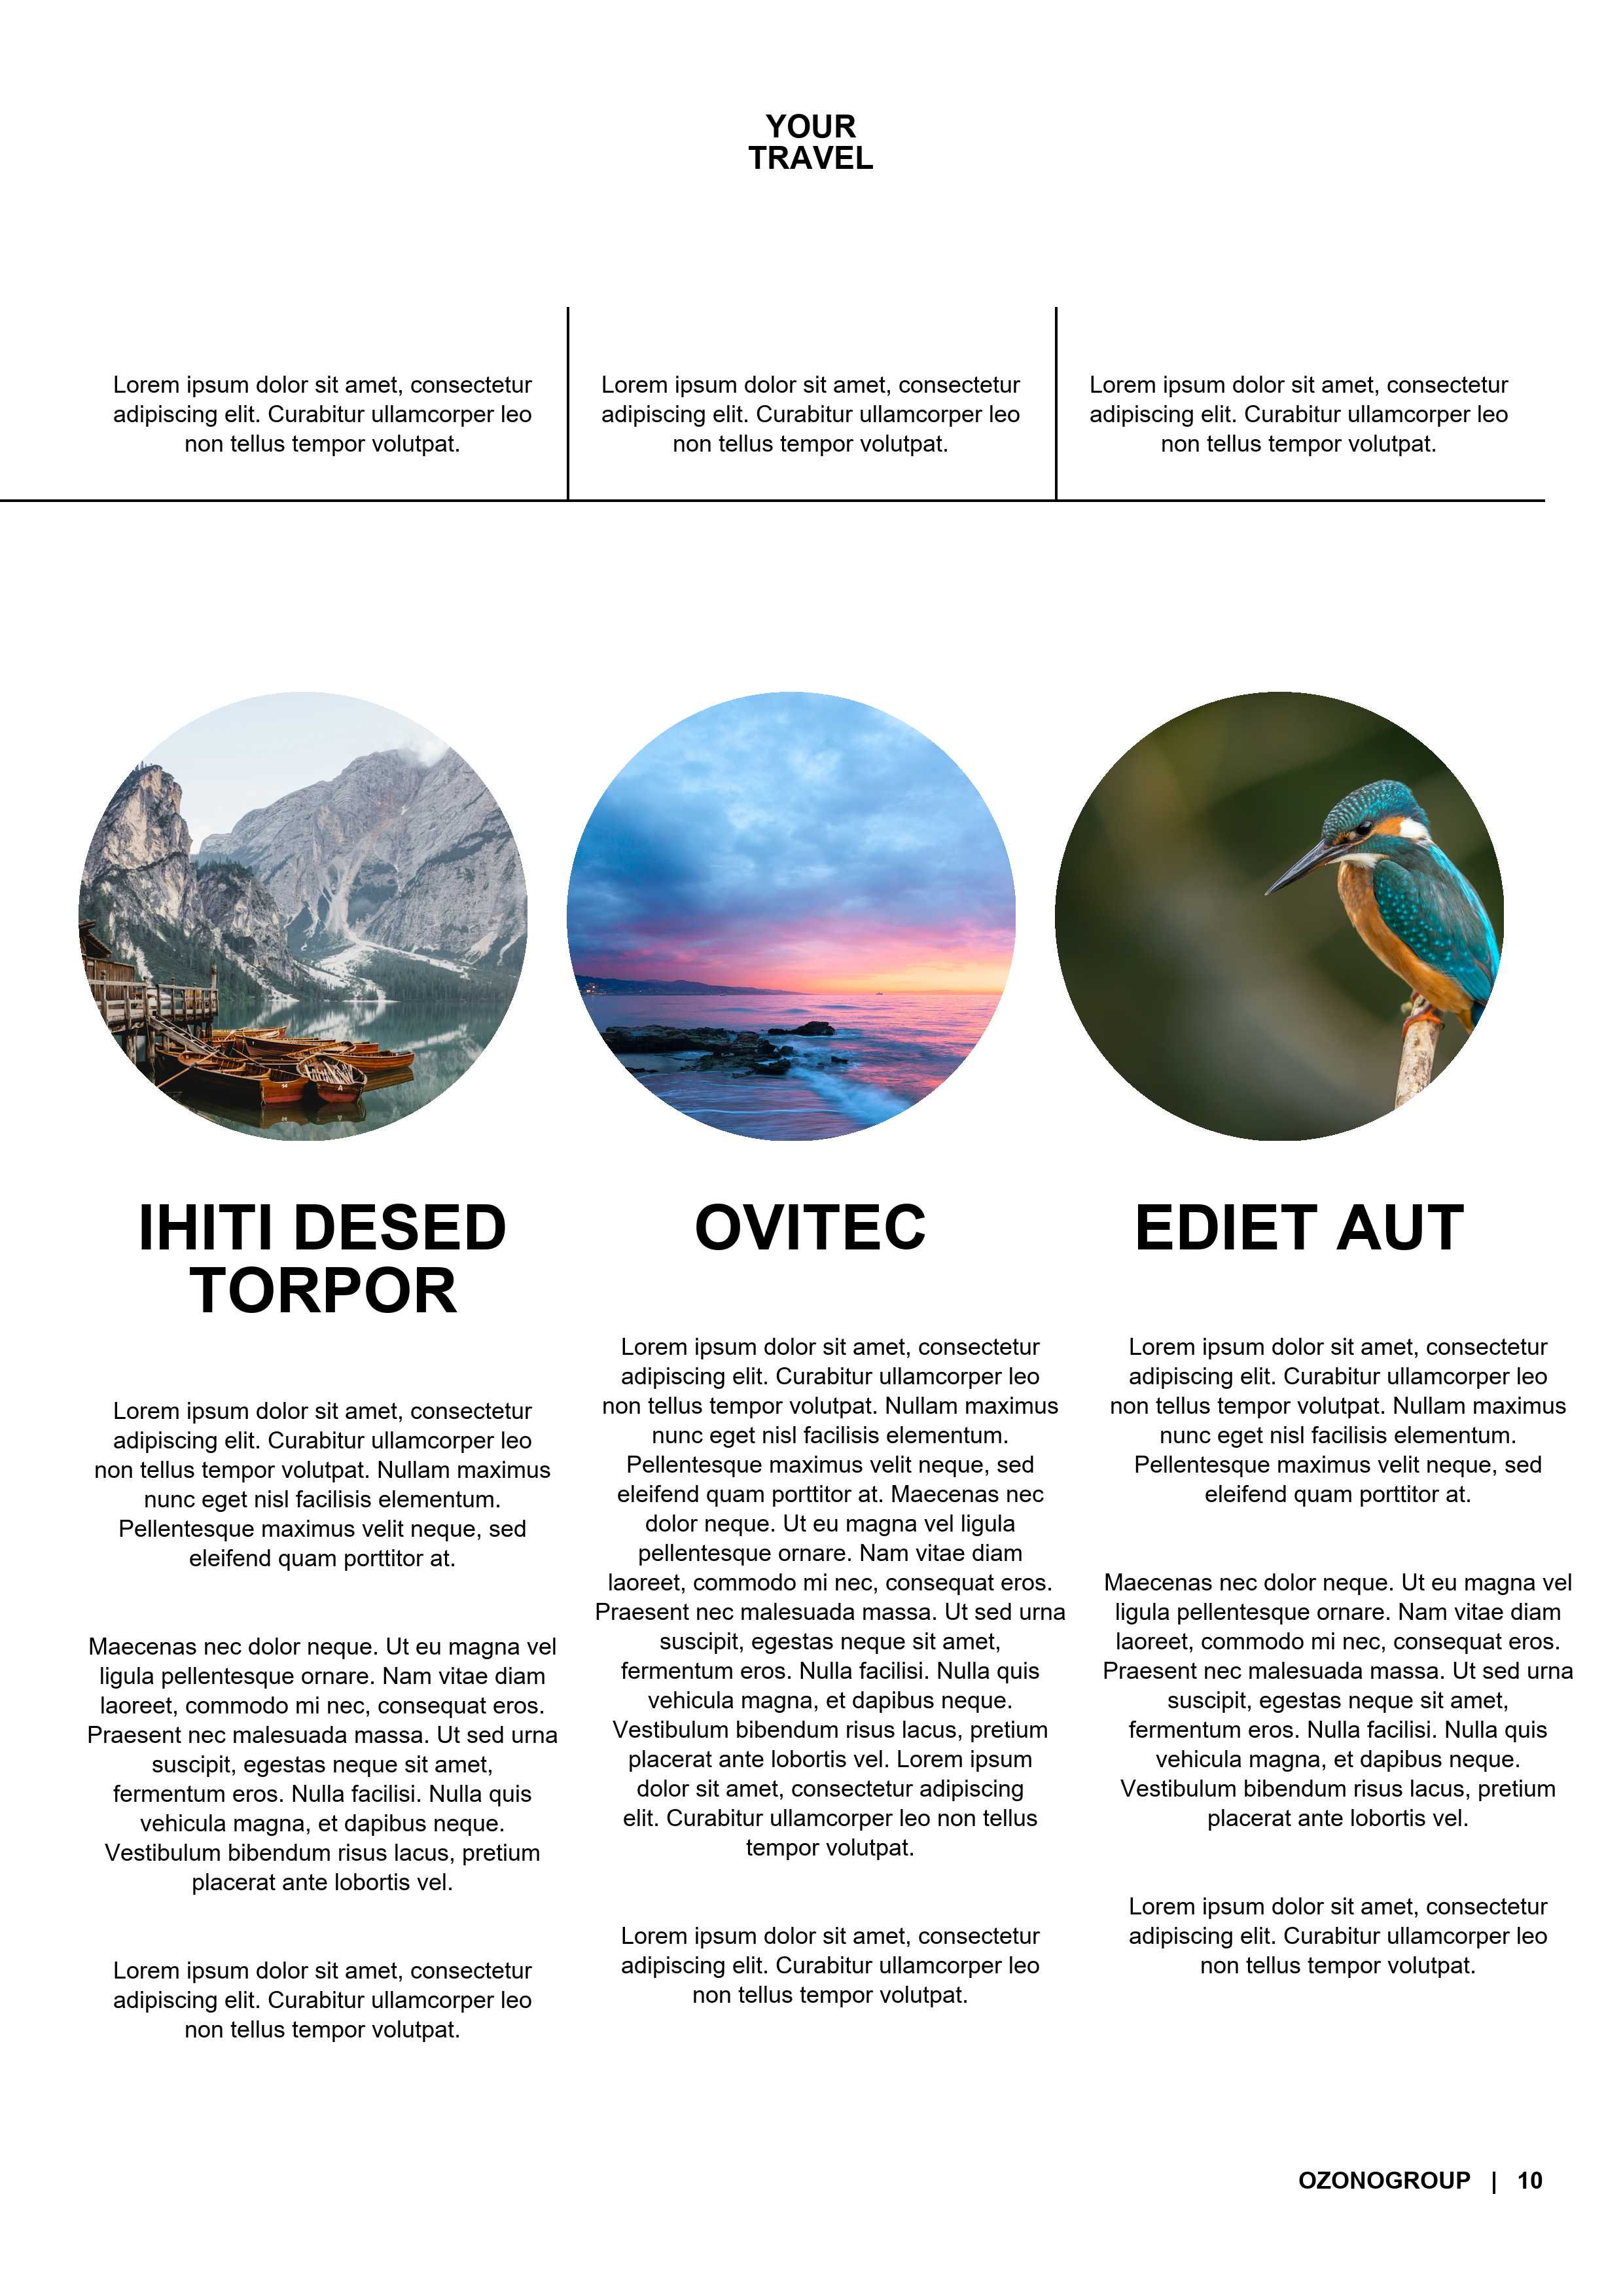 YOUR
TRAVEL
Lorem ipsum dolor sit amet, consectetur
adipiscing elit. Curabitur ullamcorper leo
non tellus tempor volutpat.
Lorem ipsum dolor sit amet, consectetur
adipiscing elit. Curabitur ullamcorper leo
non tellus tempor volutpat.
Lorem ipsum dolor sit amet, consectetur
adipiscing elit. Curabitur ullamcorper leo
non tellus tempor volutpat.
IHITI DESED
TORPOR
Lorem ipsum dolor sit amet, consectetur
adipiscing elit. Curabitur ullamcorper leo
non tellus tempor volutpat. Nullam maximus
nunc eget nisl facilisis elementum.
Pellentesque maximus velit neque, sed
eleifend quam porttitor at.
Maecenas nec dolor neque. Ut eu magna vel
ligula pellentesque ornare. Nam vitae diam
laoreet, commodo mi nec, consequat eros.
Praesent nec malesuada massa. Ut sed urna
suscipit, egestas neque sit amet,
fermentum eros. Nulla facilisi. Nulla quis
vehicula magna, et dapibus neque.
Vestibulum bibendum risus lacus, pretium
placerat ante lobortis vel.
Lorem ipsum dolor sit amet, consectetur
adipiscing elit. Curabitur ullamcorper leo
non tellus tempor volutpat.
OVITEC
Lorem ipsum dolor sit amet, consectetur
adipiscing elit. Curabitur ullamcorper leo
non tellus tempor volutpat. Nullam maximus
nunc eget nisl facilisis elementum.
Pellentesque maximus velit neque, sed
eleifend quam porttitor at. Maecenas nec
dolor neque. Ut eu magna vel ligula
pellentesque ornare. Nam vitae diam
laoreet, commodo mi nec, consequat eros.
Praesent nec malesuada massa. Ut sed urna
suscipit, egestas neque sit amet,
fermentum eros. Nulla facilisi. Nulla quis
vehicula magna, et dapibus neque.
Vestibulum bibendum risus lacus, pretium
placerat ante lobortis vel. Lorem ipsum
dolor sit amet, consectetur adipiscing
elit. Curabitur ullamcorper leo non tellus
tempor volutpat.
Lorem ipsum dolor sit amet, consectetur
adipiscing elit. Curabitur ullamcorper leo
non tellus tempor volutpat.
EDIET AUT
Lorem ipsum dolor sit amet, consectetur
adipiscing elit. Curabitur ullamcorper leo
non tellus tempor volutpat. Nullam maximus
nunc eget nisl facilisis elementum.
Pellentesque maximus velit neque, sed
eleifend quam porttitor at.
Maecenas nec dolor neque. Ut eu magna vel
ligula pellentesque ornare. Nam vitae diam
laoreet, commodo mi nec, consequat eros.
Praesent nec malesuada massa. Ut sed urna
suscipit, egestas neque sit amet,
fermentum eros. Nulla facilisi. Nulla quis
vehicula magna, et dapibus neque.
Vestibulum bibendum risus lacus, pretium
placerat ante lobortis vel.
Lorem ipsum dolor sit amet, consectetur
adipiscing elit. Curabitur ullamcorper leo
non tellus tempor volutpat.
OZONOGROUP | 10